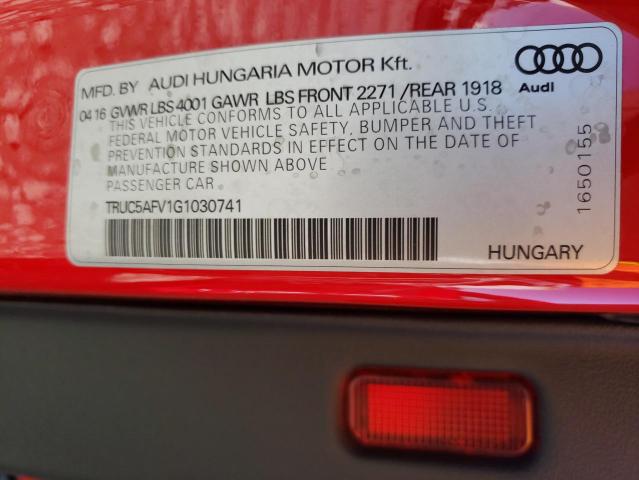 MFD. BY AUDI HUNGARIA MOTOR Kft.
Audi
04 16 GVWR LBS 4001 GAWR LBS FRONT 2271 /REAR 1918
THIS VEHICLE CONFORMS TO ALL APPLICABLE U.S.
FEDERAL MOTOR VEHICLE SAFETY, BUMPER AND THEFT
PREVENTION STANDARDS IN EFFECT ON THE DATE OF
MANUFACTURE SHOWN ABOVE
PASSENGER CAR
TRUC5AFV1G1030741
HUNGARY
1650155